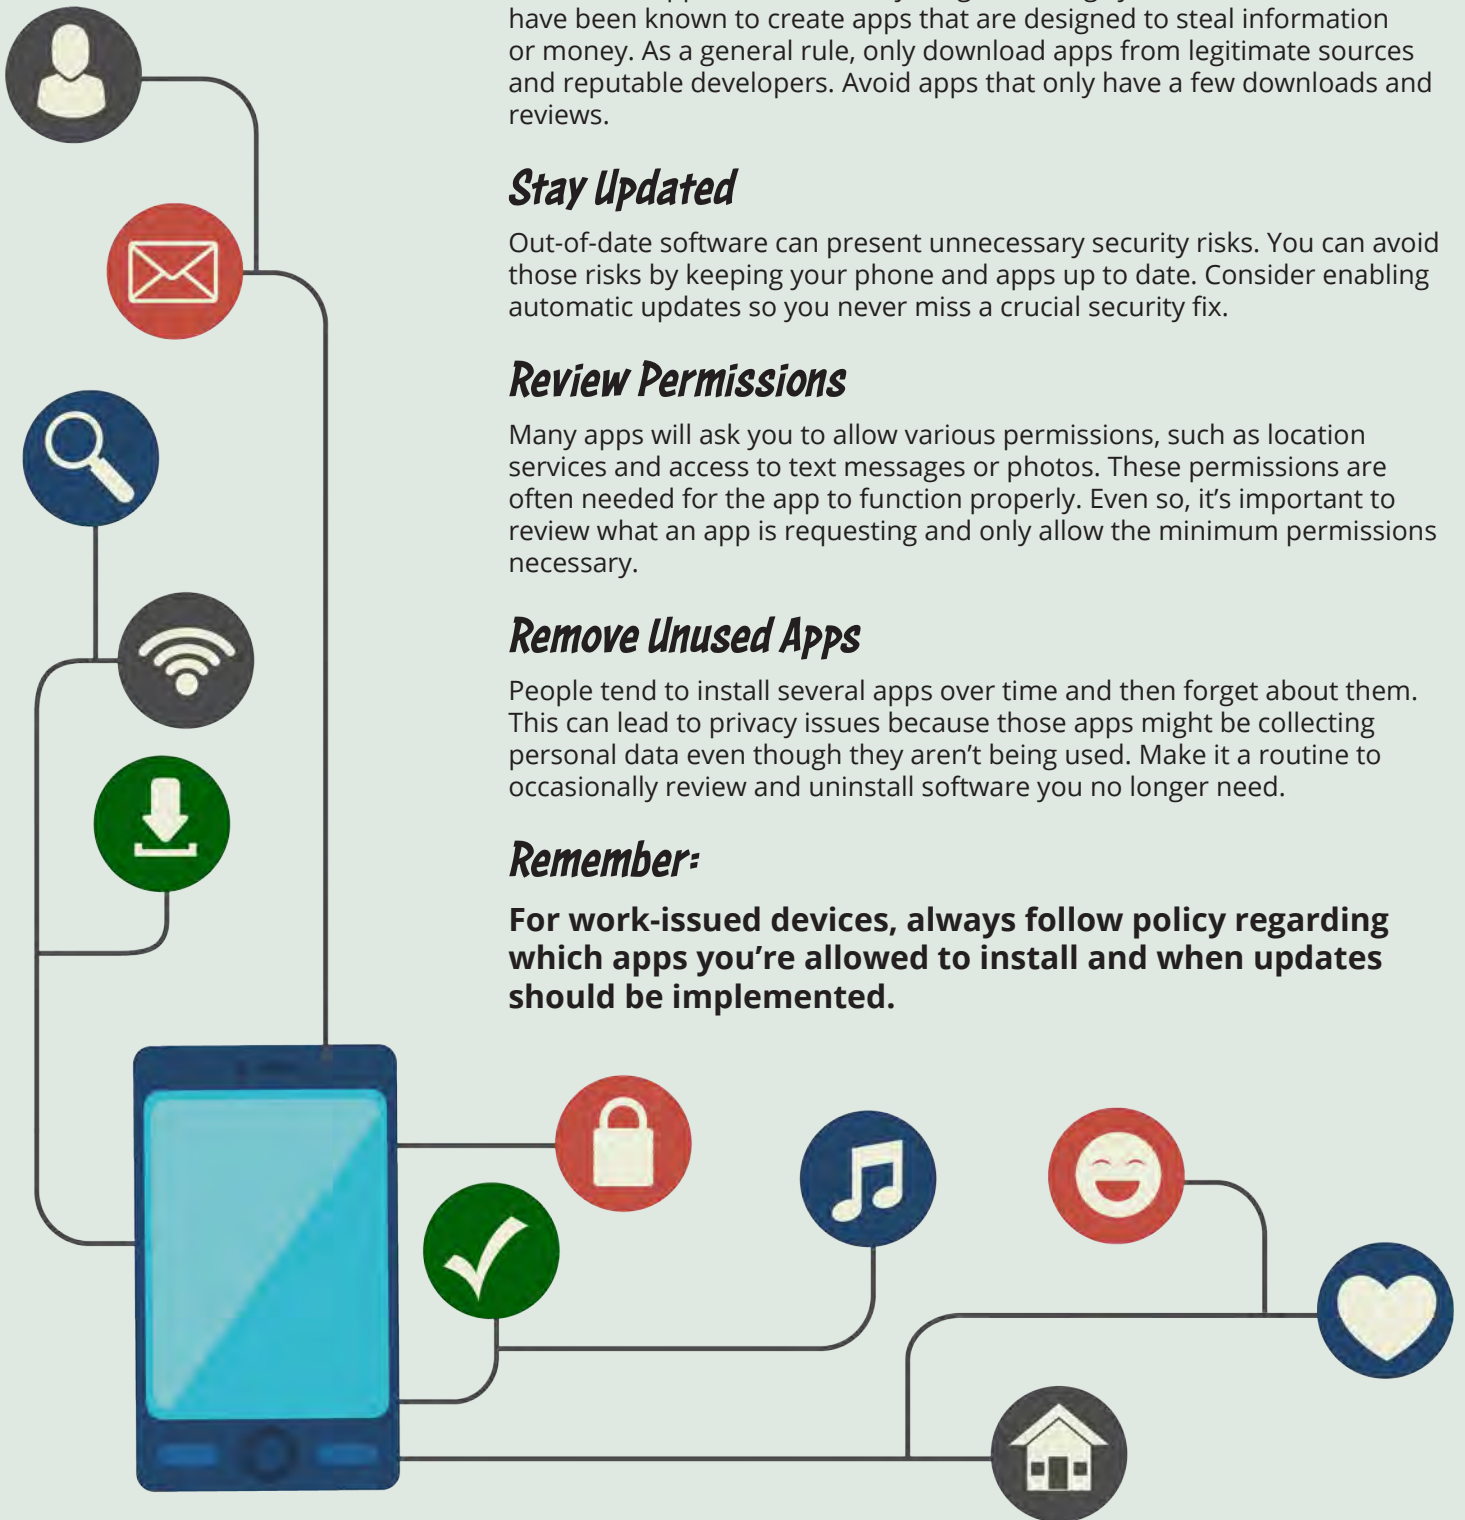 have been known to create apps that are designed to steal information
or money. As a general rule, only download apps from legitimate sources
and reputable developers. Avoid apps that only have a few downloads and
reviews.
Stay Updated
Out-of-date software can present unnecessary security risks. You can avoid
those risks by keeping your phone and apps up to date. Consider enabling
automatic updates so you never miss a crucial security fix.
Review Permissions
Many apps will ask you to allow various permissions, such as location
services and access to text messages or photos. These permissions are
often needed for the app to function properly. Even so, it’s important to
review what an app is requesting and only allow the minimum permissions
necessary.
Remove Unused Apps
People tend to install several apps over time and then forget about them.
This can lead to privacy issues because those apps might be collecting
personal data even though they aren’t being used. Make it a routine to
occasionally review and uninstall software you no longer need.
Remember:
For work-issued devices, always follow policy regarding
which apps you’re allowed to install and when updates
should be implemented.